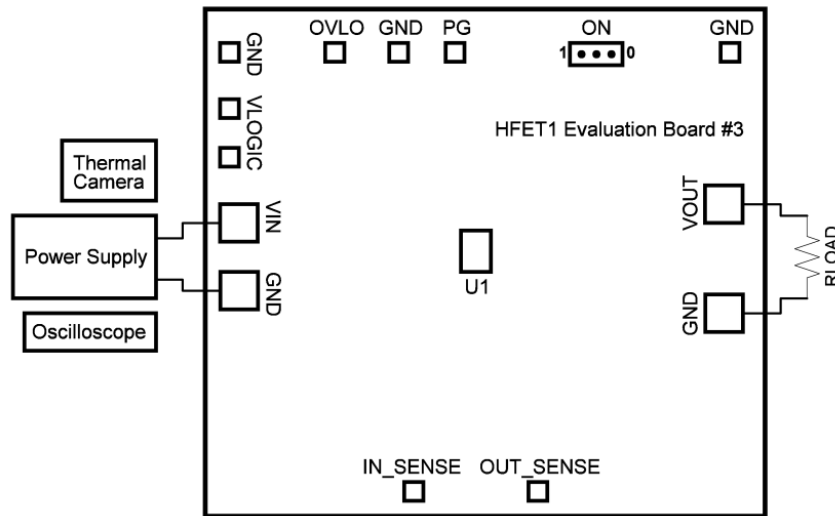 OVLO GND PG ON GND
1 0
GND
VLOGIC
HFET1 Evaluation Board #3
Thermal
Camera
VIN
VOUT
Power Supply
U1
RLOAD
GND
GND
Oscilloscope
IN_SENSE OUT_SENSE